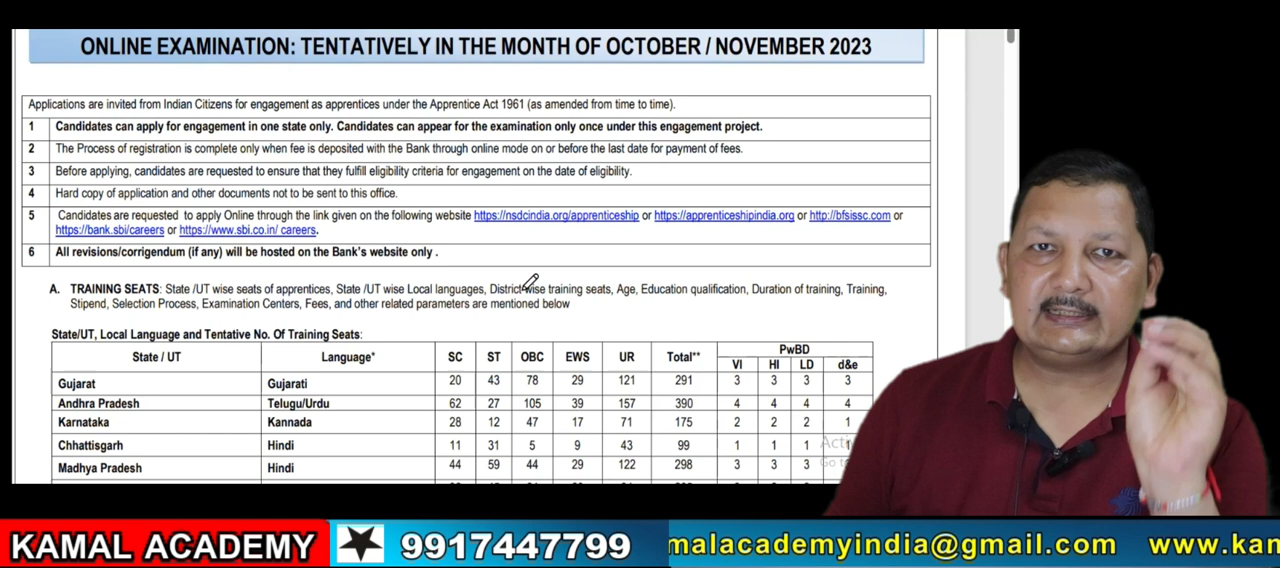 ONLINE EXAMINATION: TENTATIVELY IN THE MONTH OF OCTOBER / NOVEMBER 2023
Applications are invited from Indian Citizens for engagement as apprentices under the Apprentice Act 1961 (as amended from time to time).
1 Candidates can apply for engagement in one state only. Candidates can appear for the examination only once under this engagement project.
2 The Process of registration is complete only when fee is deposited with the Bank through online mode on or before the last date for payment of fees.
3 Before applying, candidates are requested to ensure that they fulfill eligibility criteria for engagement on the date of eligibility.
4 Hard copy of application and other documents not to be sent to this office.
5 Candidates are requested to apply Online through the link given on the following website https://nsdcindia.org/apprenticeship or https://apprenticeshipindia.org or http://bfsissc.com or
https://bank.sbi/careers or https://www.sbi.co.in/ careers.
6 All revisions/corrigendum (if any) will be hosted on the Bank's website only .
A. TRAINING SEATS: State /UT wise seats of apprentices, State /UT wise Local languages, District wise training seats, Age, Education qualification, Duration of training, Training,
Stipend, Selection Process, Examination Centers, Fees, and other related parameters are mentioned below
State/UT, Local Language and Tentative No. Of Training Seats:
State / UT Language* SC ST OBC EWS UR Total** PwBD
VI HI LD d&e
Gujarat Gujarati 20 43 78 29 121 291 3 3 3 3
Andhra Pradesh Telugu/Urdu 62 27 105 39 157 390 4 4 4 4
Karnataka Kannada 28 12 47 17 71 175 2 2 2 1
Chhattisgarh Hindi 11 31 5 9 43 99 1 1 1
Madhya Pradesh Hindi 44 59 44 29 122 298 3 3 3
Go to
KAMAL ACADEMY 9917447799 malacademyindia@gmail.com www.kan